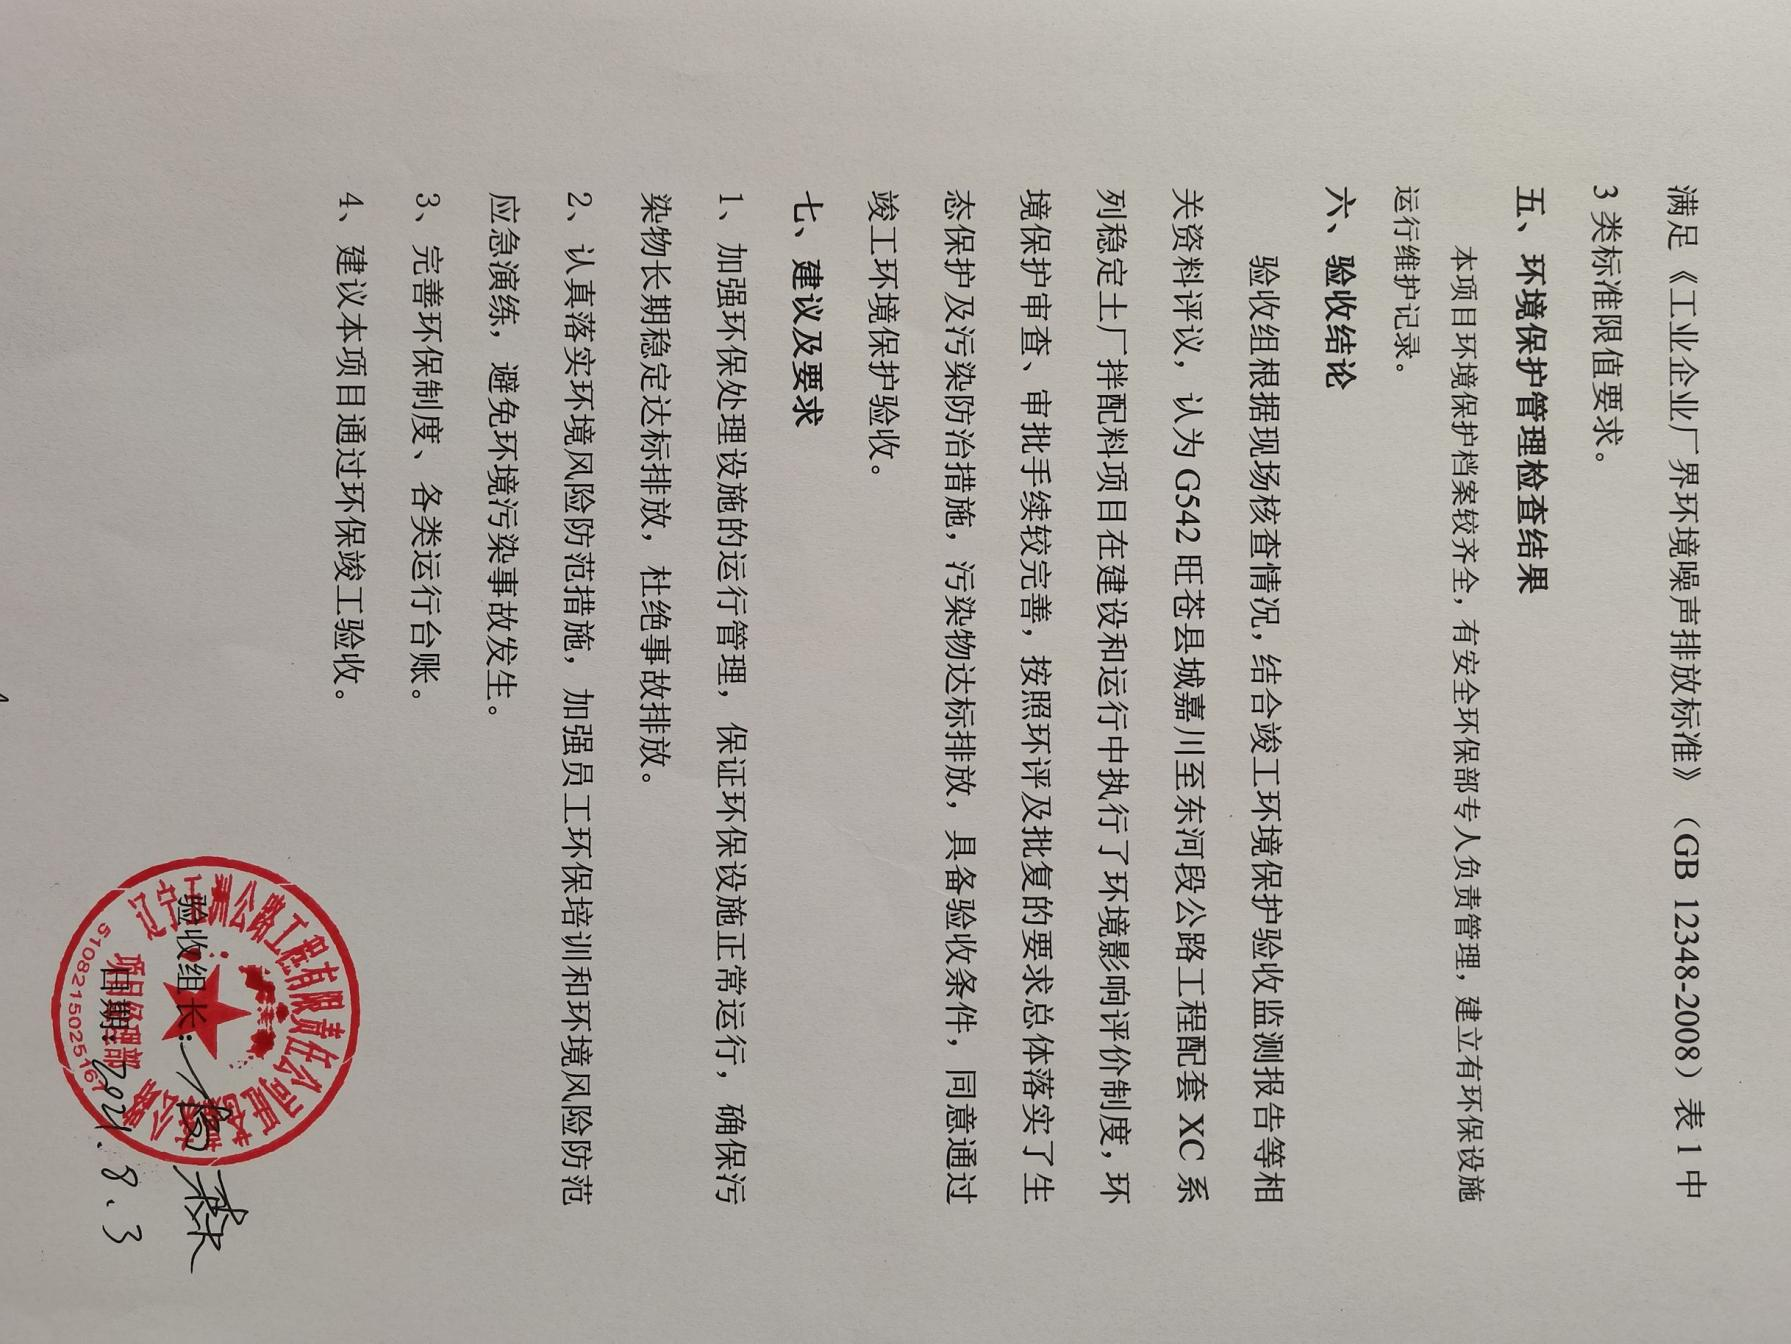 满足《工业企业厂界环境噪声排放标准》（GB 12348-2008）表 1 中
3 类标准限值要求。
五、环境保护管理检查结果
本项目环境保护档案较齐全，有安全环保部专人负责管理，建立有环保设施
运行维护记录。
六、验收结论
验收组根据现场核查情况，结合竣工环境保护验收监测报告等相
关资料评议，认为 G542 旺苍县城嘉川至东河段公路工程配套 XC 系
列稳定土厂拌配料项目在建设和运行中执行了环境影响评价制度，环
境保护审查、审批手续较完善，按照环评及批复的要求总体落实了生
态保护及污染防治措施，污染物达标排放，具备验收条件，同意通过
竣工环境保护验收。
七、建议及要求
1、加强环保处理设施的运行管理，保证环保设施正常运行，确保污
染物长期稳定达标排放，杜绝事故排放。
2、认真落实环境风险防范措施，加强员工环保培训和环境风险防范
应急演练，避免环境污染事故发生。
3、完善环保制度、各类运行台账。
4、建议本项目通过环保竣工验收。
验收组长：
日期：2021.8.3
项目经理部
5108215025167